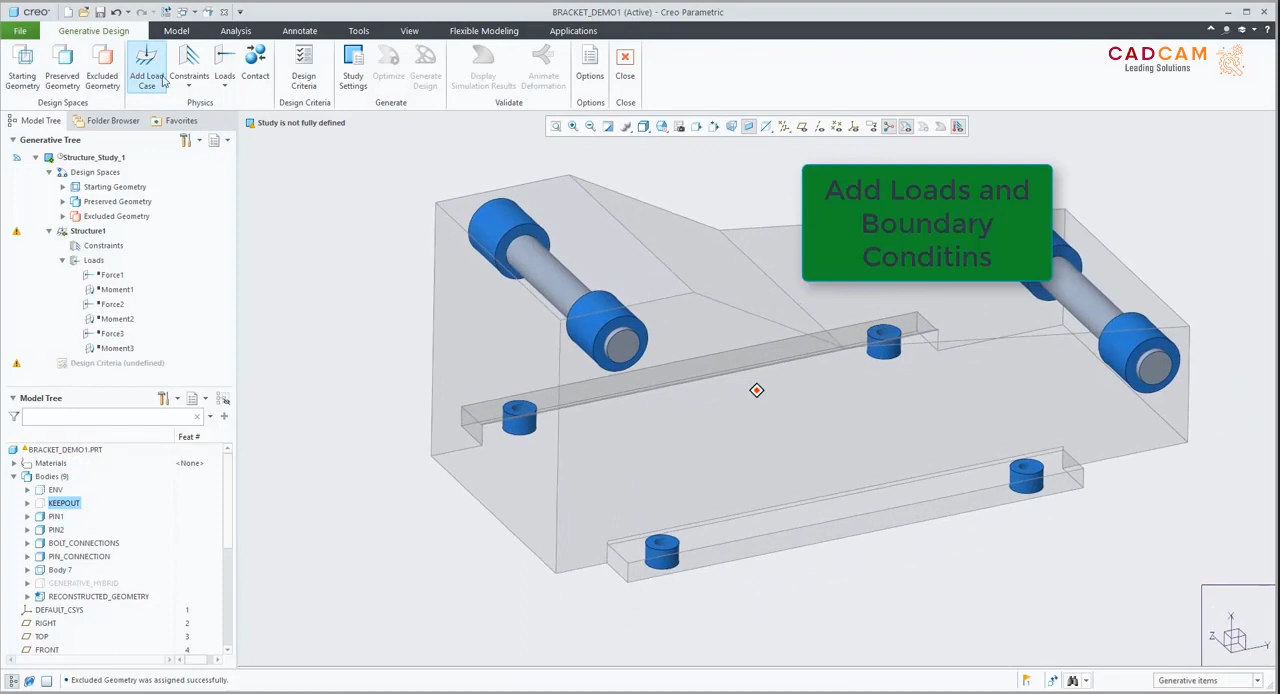 creo
BRACKET_DEMO1 (Active) - Creo Parametric
File
Generative Design
Model
Analysis
Annotate
Tools
View
Flexible Modeling
Applications
Starting Geometry
Preserved Geometry
Excluded Geometry
Add Load Case
Constraints
Loads
Contact
Design Criteria
Study Settings
Optimize
Generate Design
Display Simulation Results
Animate Deformation
Options
Close
Design Spaces
Physics
Design Criteria
Generate
Validate
Options
Close
CADCAM
Leading Solutions
Model Tree
Folder Browser
Favorites
Study is not fully defined
Generative Tree
Structure_Study_1
Design Spaces
Starting Geometry
Preserved Geometry
Excluded Geometry
Structure1
Constraints
Loads
Force1
Moment1
Force2
Moment2
Force3
Moment3
Design Criteria (undefined)
Add Loads and
Boundary
Conditins
Model Tree
Feat #
BRACKET_DEMO1.PRT
Materials
<None>
Bodies (9)
ENV
KEEPOUT
PIN1
PIN2
BOLT_CONNECTIONS
PIN_CONNECTION
Body 7
GENERATIVE_HYBRID
RECONSTRUCTED_GEOMETRY
DEFAULT_CSYS 1
RIGHT 2
TOP 3
FRONT 4
X
Z
Y
• Excluded Geometry was assigned successfully.
Generative items